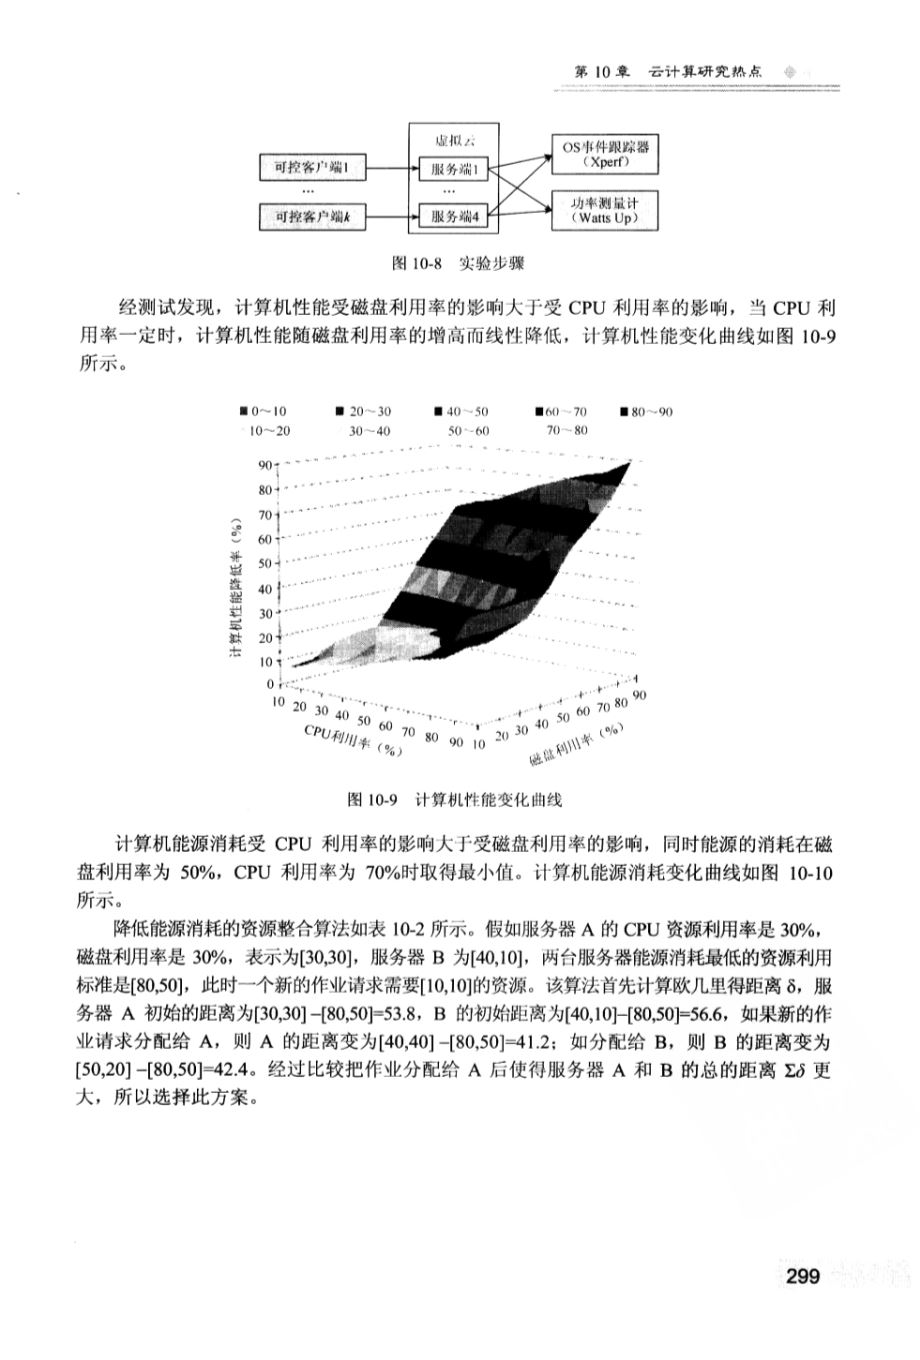 第 10 章 云计算研究热点
虚拟云
OS事件跟踪器
（Xperf）
可控客户端1
服务端1
...
...
功率测量计
（Watts Up）
可控客户端k
服务端4
图 10-8 实验步骤
经测试发现，计算机性能受磁盘利用率的影响大于受 CPU 利用率的影响，当 CPU 利
用率一定时，计算机性能随磁盘利用率的增高而线性降低，计算机性能变化曲线如图 10-9
所示。
0～10 20～30 40～50 60～70 80～90
10～20 30～40 50～60 70～80
计算机性能降低率（%）
90
80
70
60
50
40
30
20
10
0
10 20 30 40 50 60 70 80 90
CPU利用率（%）
10 20 30 40 50 60 70 80 90
磁盘利用率（%）
图 10-9 计算机性能变化曲线
计算机能源消耗受 CPU 利用率的影响大于受磁盘利用率的影响，同时能源的消耗在磁
盘利用率为 50%，CPU 利用率为 70%时取得最小值。计算机能源消耗变化曲线如图 10-10
所示。
降低能源消耗的资源整合算法如表 10-2 所示。假如服务器 A 的 CPU 资源利用率是 30%，
磁盘利用率是 30%，表示为[30,30]，服务器 B 为[40,10]，两台服务器能源消耗最低的资源利用
标准是[80,50]，此时一个新的作业请求需要[10,10]的资源。该算法首先计算欧几里得距离 δ，服
务器 A 初始的距离为[30,30] –[80,50]=53.8，B 的初始距离为[40,10]–[80,50]=56.6，如果新的作
业请求分配给 A，则 A 的距离变为[40,40] –[80,50]=41.2；如分配给 B，则 B 的距离变为
[50,20] –[80,50]=42.4。经过比较把作业分配给 A 后使得服务器 A 和 B 的总的距离 Σδ 更
大，所以选择此方案。
299